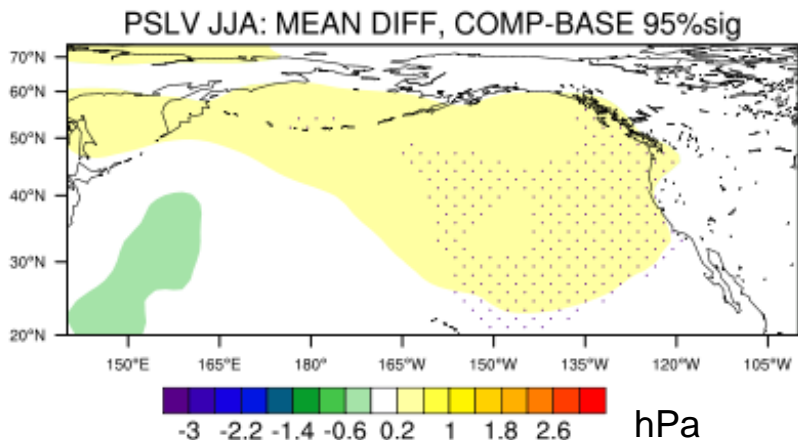 PSLV JJA: MEAN DIFF, COMP-BASE 95%sig
70°N
60°N
50°N
40°N
30°N
20°N
150°E 165°E 180° 165°W 150°W 135°W 120°W 105°W
-3 -2.2 -1.4 -0.6 0.2 1 1.8 2.6 hPa